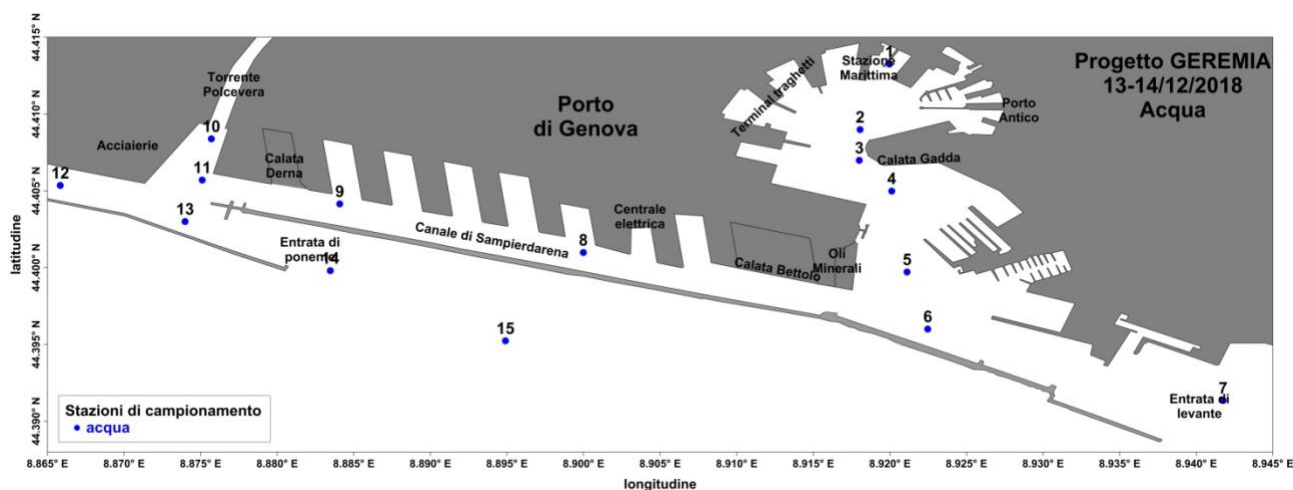 44.415° N
44.410° N
44.405° N
44.400° N
44.395° N
44.390° N
latitudine
Torrente
Polcevera
Porto
di Genova
Terminal traghetti
1
Stazione
Marittima
Progetto GEREMIA
13-14/12/2018
Acqua
Porto
Antico
2
3
Calata Gadda
4
10
Acciaierie
11
12
13
Calata
Derna
9
Entrata di
ponente
14
Canale di Sampierdarena
8
Centrale
elettrica
Calata Bettolo
Oli
Minerali
5
6
15
7
Entrata di
levante
Stazioni di campionamento
acqua
8.865° E 8.870° E 8.875° E 8.880° E 8.885° E 8.890° E 8.895° E 8.900° E 8.905° E 8.910° E 8.915° E 8.920° E 8.925° E 8.930° E 8.935° E 8.940° E 8.945° E
longitudine